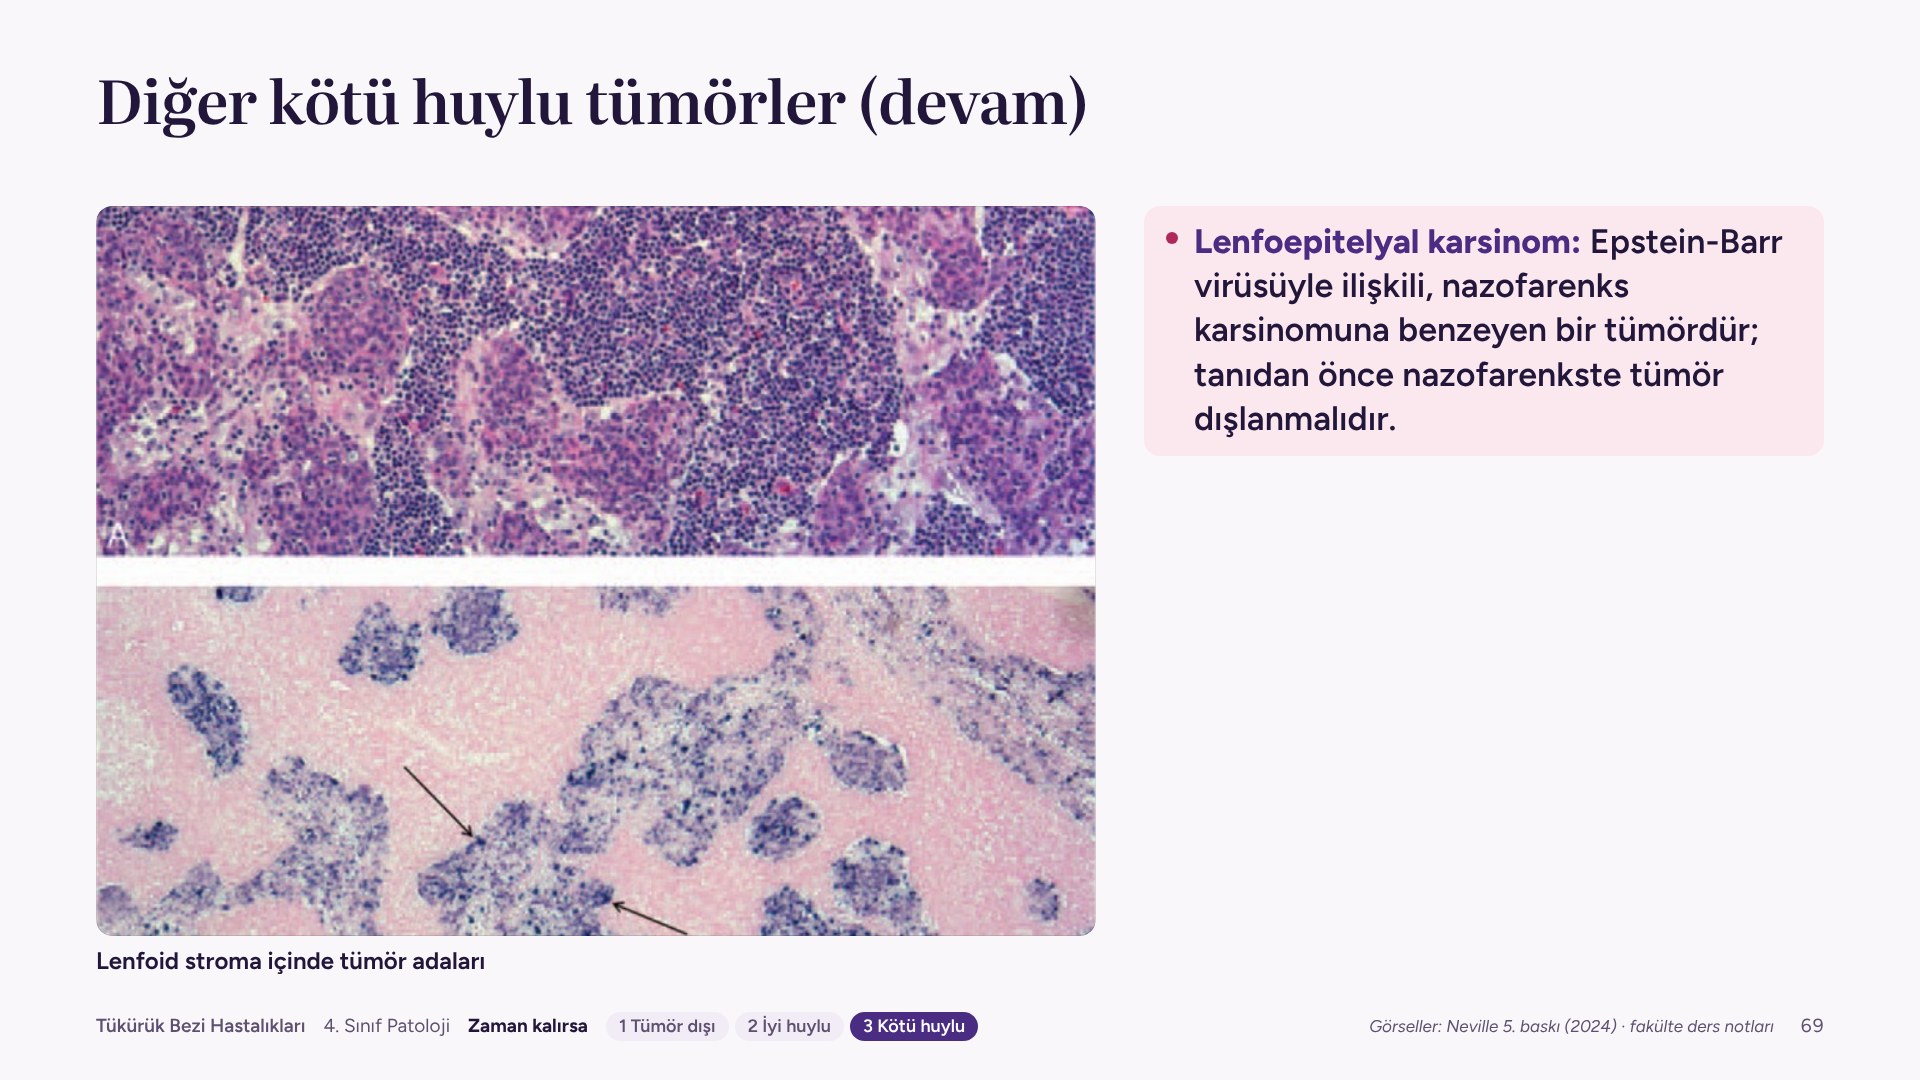 Diğer kötü huylu tümörler (devam)
A
Lenfoid stroma içinde tümör adaları
Lenfoepitelyal karsinom: Epstein-Barr
virüsüyle ilişkili, nazofarenks
karsinomuna benzeyen bir tümördür;
tanıdan önce nazofarenkste tümör
dışlanmalıdır.
Tükürük Bezi Hastalıkları 4. Sınıf Patoloji Zaman kalırsa 1 Tümör dışı 2 İyi huylu 3 Kötü huylu Görseller: Neville 5. baskı (2024) · fakülte ders notları 69